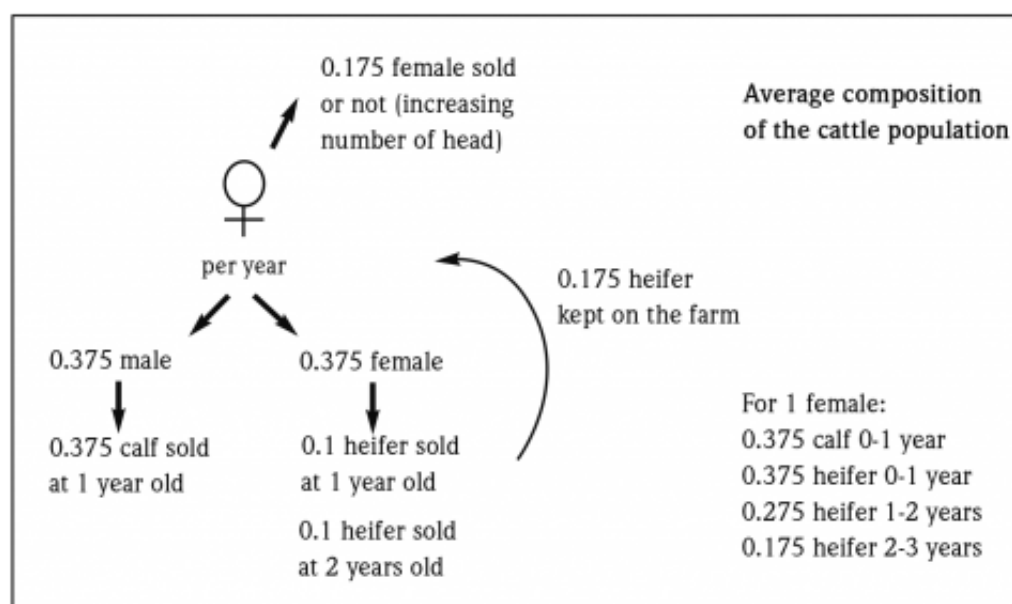 0.175 female sold
or not (increasing
number of head)
Average composition
of the cattle population
per year
0.175 heifer
kept on the farm
0.375 male
0.375 female
0.375 calf sold
at 1 year old
0.1 heifer sold
at 1 year old
0.1 heifer sold
at 2 years old
For 1 female:
0.375 calf 0-1 year
0.375 heifer 0-1 year
0.275 heifer 1-2 years
0.175 heifer 2-3 years